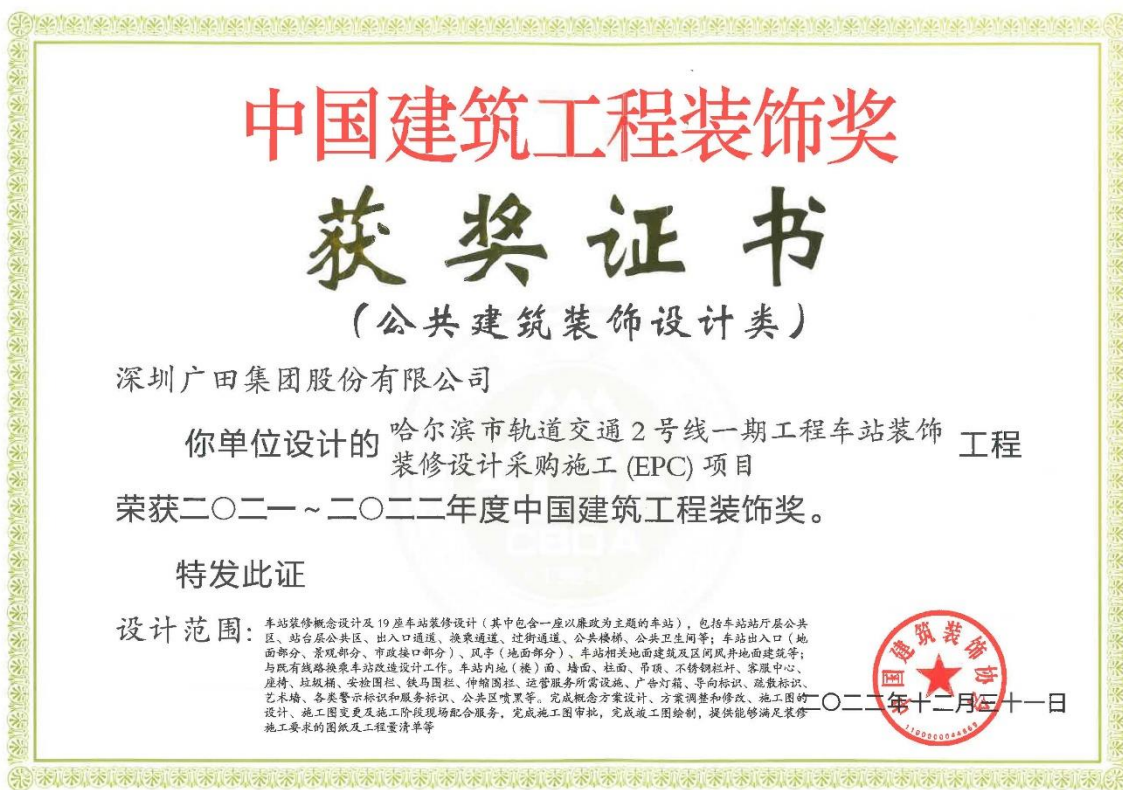 中国建筑工程装饰奖
获奖证书
(公共建筑装饰设计类)
深圳广田集团股份有限公司
你单位设计的 哈尔滨市轨道交通2号线一期工程车站装饰
装修设计采购施工(EPC)项目 工程
荣获二〇二一~二〇二二年度中国建筑工程装饰奖。
特发此证
设计范围:
车站装修概念设计及19座车站装修设计(其中包含一座以廉政为主题的车站),包括车站站厅层公共
区、站台层公共区、出入口通道、换乘通道、过街通道、公共楼梯、公共卫生间等;车站出入口(地
面部分、景观部分、市政接口部分)、风亭(地面部分)、车站相关地面建筑及区间风井地面建筑等;
与既有线路换乘车站改造设计工作。车站内地(楼)面、墙面、柱面、吊顶、不锈钢栏杆、客服中心、
座椅、垃圾桶、安检围栏、铁马围栏、伸缩围栏、运营服务所需设施、广告灯箱、导向标识、疏散标识、
艺术墙、各类警示标识和服务标识、公共区喷黑等。完成概念方案设计、方案调整和修改、施工图的
设计、施工图变更及施工阶段现场配合服务,完成施工图审批,完成竣工图绘制,提供能够满足装修
施工要求的图纸及工程量清单等
中国建筑装饰协会
二〇二二年十二月三十一日
1100000044869
CBDA